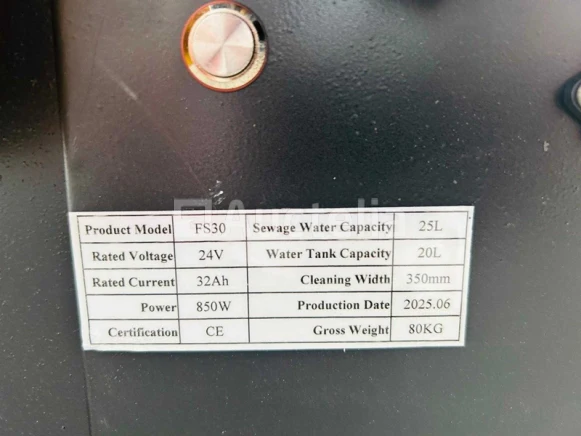 Product Model FS30 Sewage Water Capacity 25L
Rated Voltage 24V Water Tank Capacity 20L
Rated Current 32Ah Cleaning Width 350mm
Power 850W Production Date 2025.06
Certification CE Gross Weight 80KG